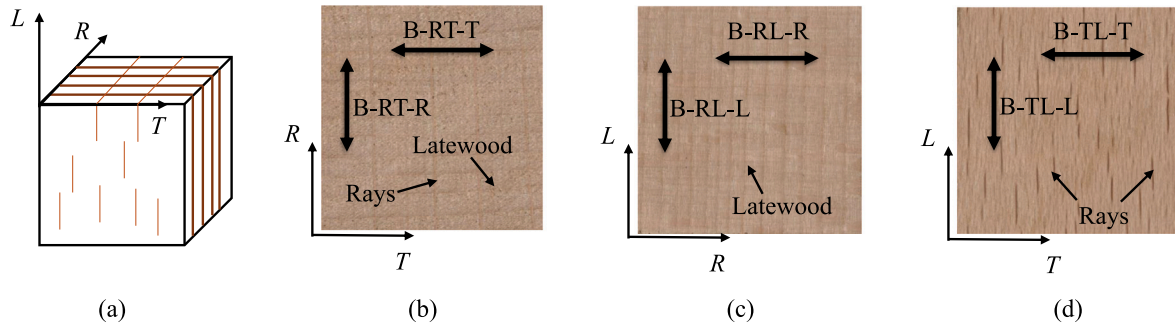 L
R
T
(a)
B-RT-T
B-RT-R
Latewood
Rays
R
T
(b)
B-RL-R
B-RL-L
Latewood
L
R
(c)
B-TL-T
B-TL-L
Rays
L
T
(d)